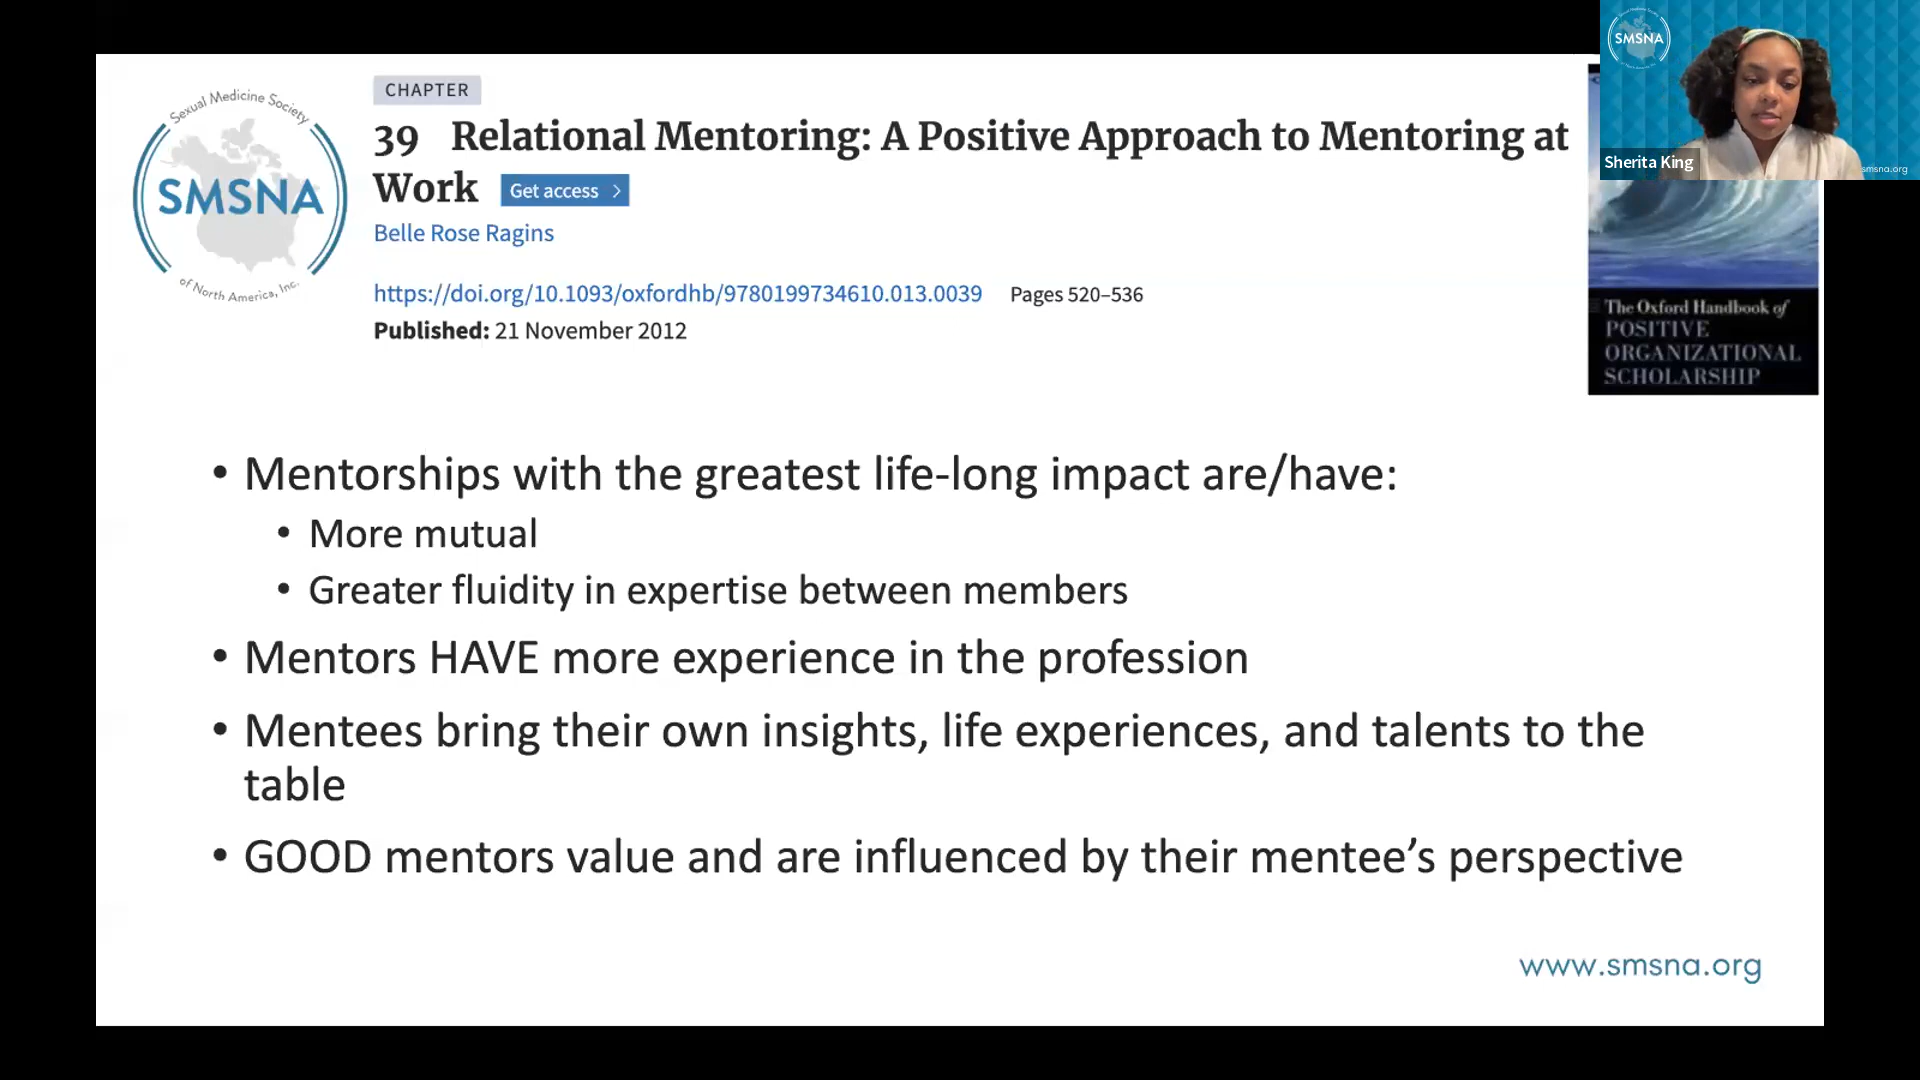 Sexual Medicine Society
SMSNA
of North America, Inc.
CHAPTER
39 Relational Mentoring: A Positive Approach to Mentoring at
Work Get access >
Belle Rose Ragins
https://doi.org/10.1093/oxfordhb/9780199734610.013.0039 Pages 520–536
Published: 21 November 2012
SMSNA
Sherita King
smsna.org
The Oxford Handbook of
POSITIVE
ORGANIZATIONAL
SCHOLARSHIP
• Mentorships with the greatest life-long impact are/have:
• More mutual
• Greater fluidity in expertise between members
• Mentors HAVE more experience in the profession
• Mentees bring their own insights, life experiences, and talents to the
table
• GOOD mentors value and are influenced by their mentee’s perspective
www.smsna.org